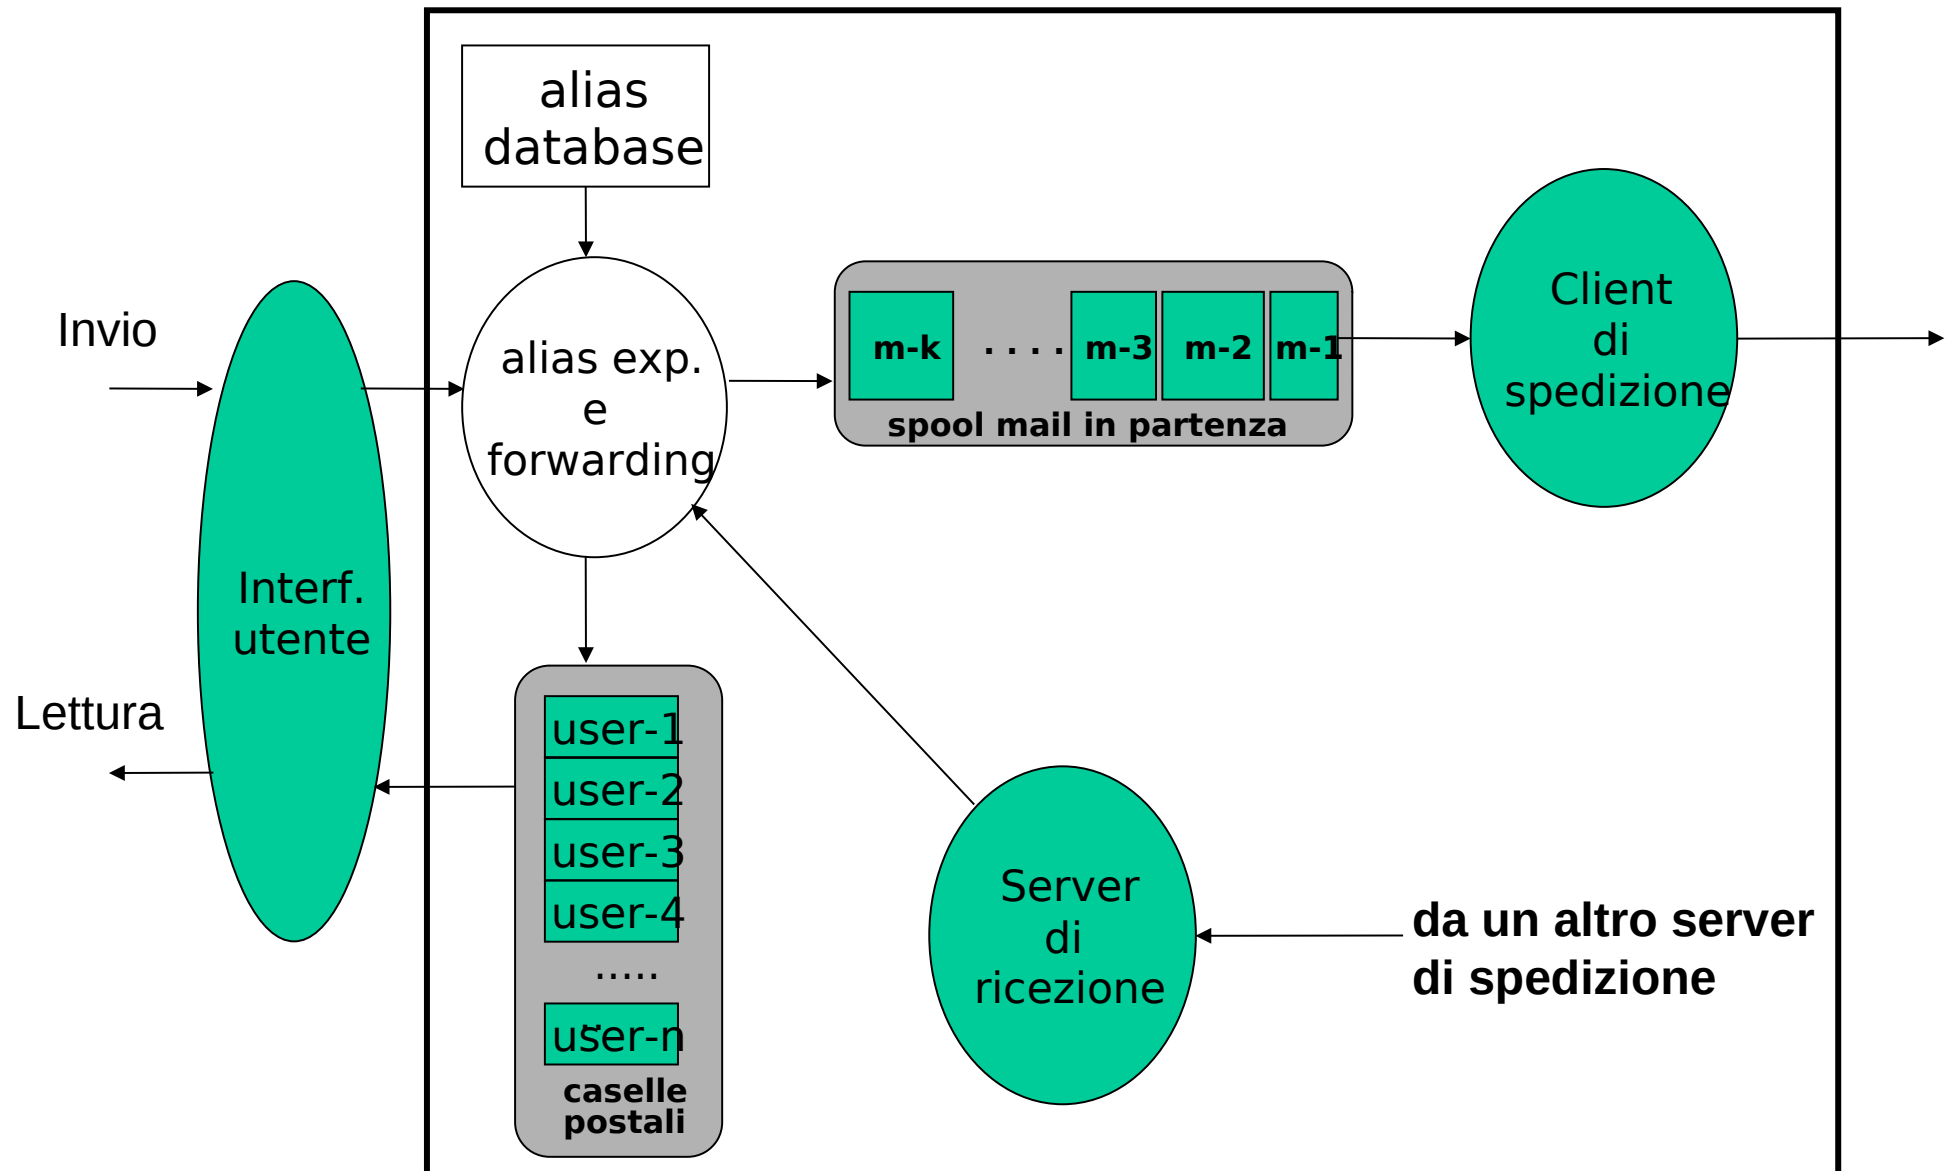 alias
database
Invio
alias exp.
e
forwarding
m-k
. . . .
m-3
m-2
m-1
spool mail in partenza
Client
di
spedizione
Interf.
utente
Lettura
user-1
user-2
user-3
user-4
.....
..
user-n
caselle
postali
Server
di
ricezione
da un altro server
di spedizione